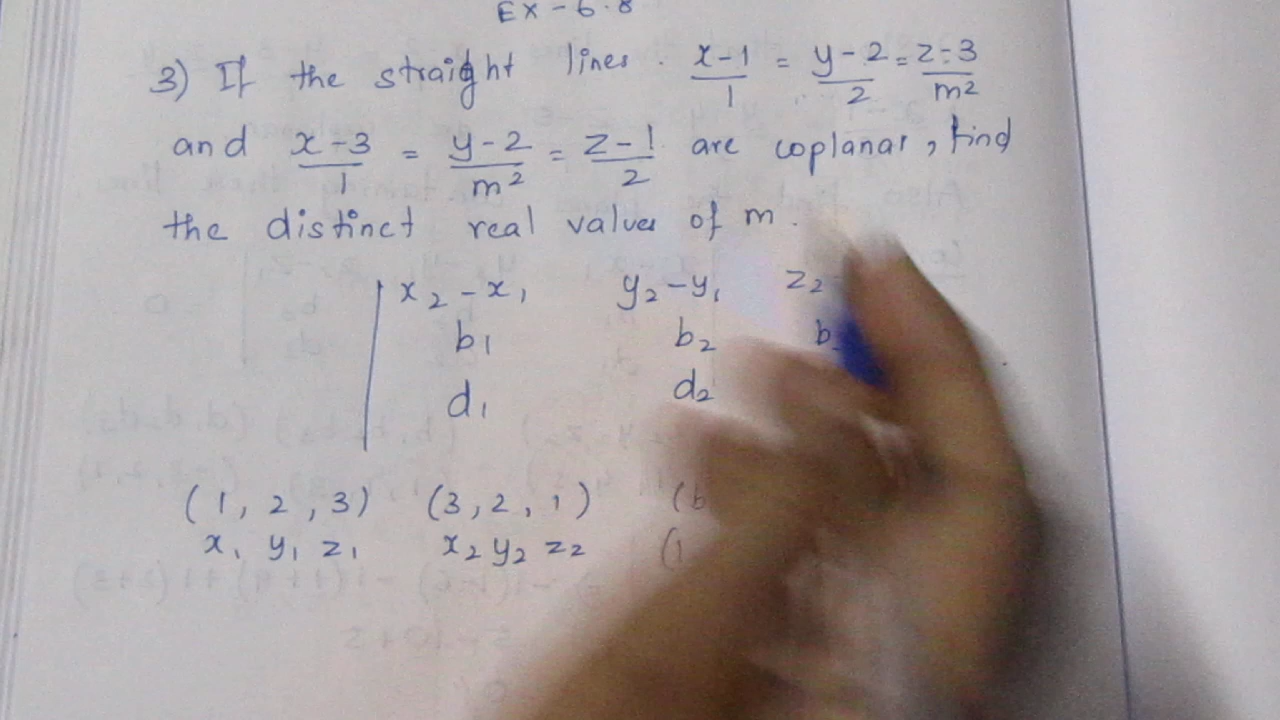 Ex - 6.8
3) If the straight lines. x-1/1 = y-2/2 = z-3/m²
and x-3/1 = y-2/m² = z-1/2 are coplanar, find
the distinct real values of m.
| x₂-x₁ y₂-y₁ z₂
b₁ b₂ b
d₁ d₂
(1, 2, 3) (3, 2, 1) (b
x₁ y₁ z₁ x₂ y₂ z₂ (1